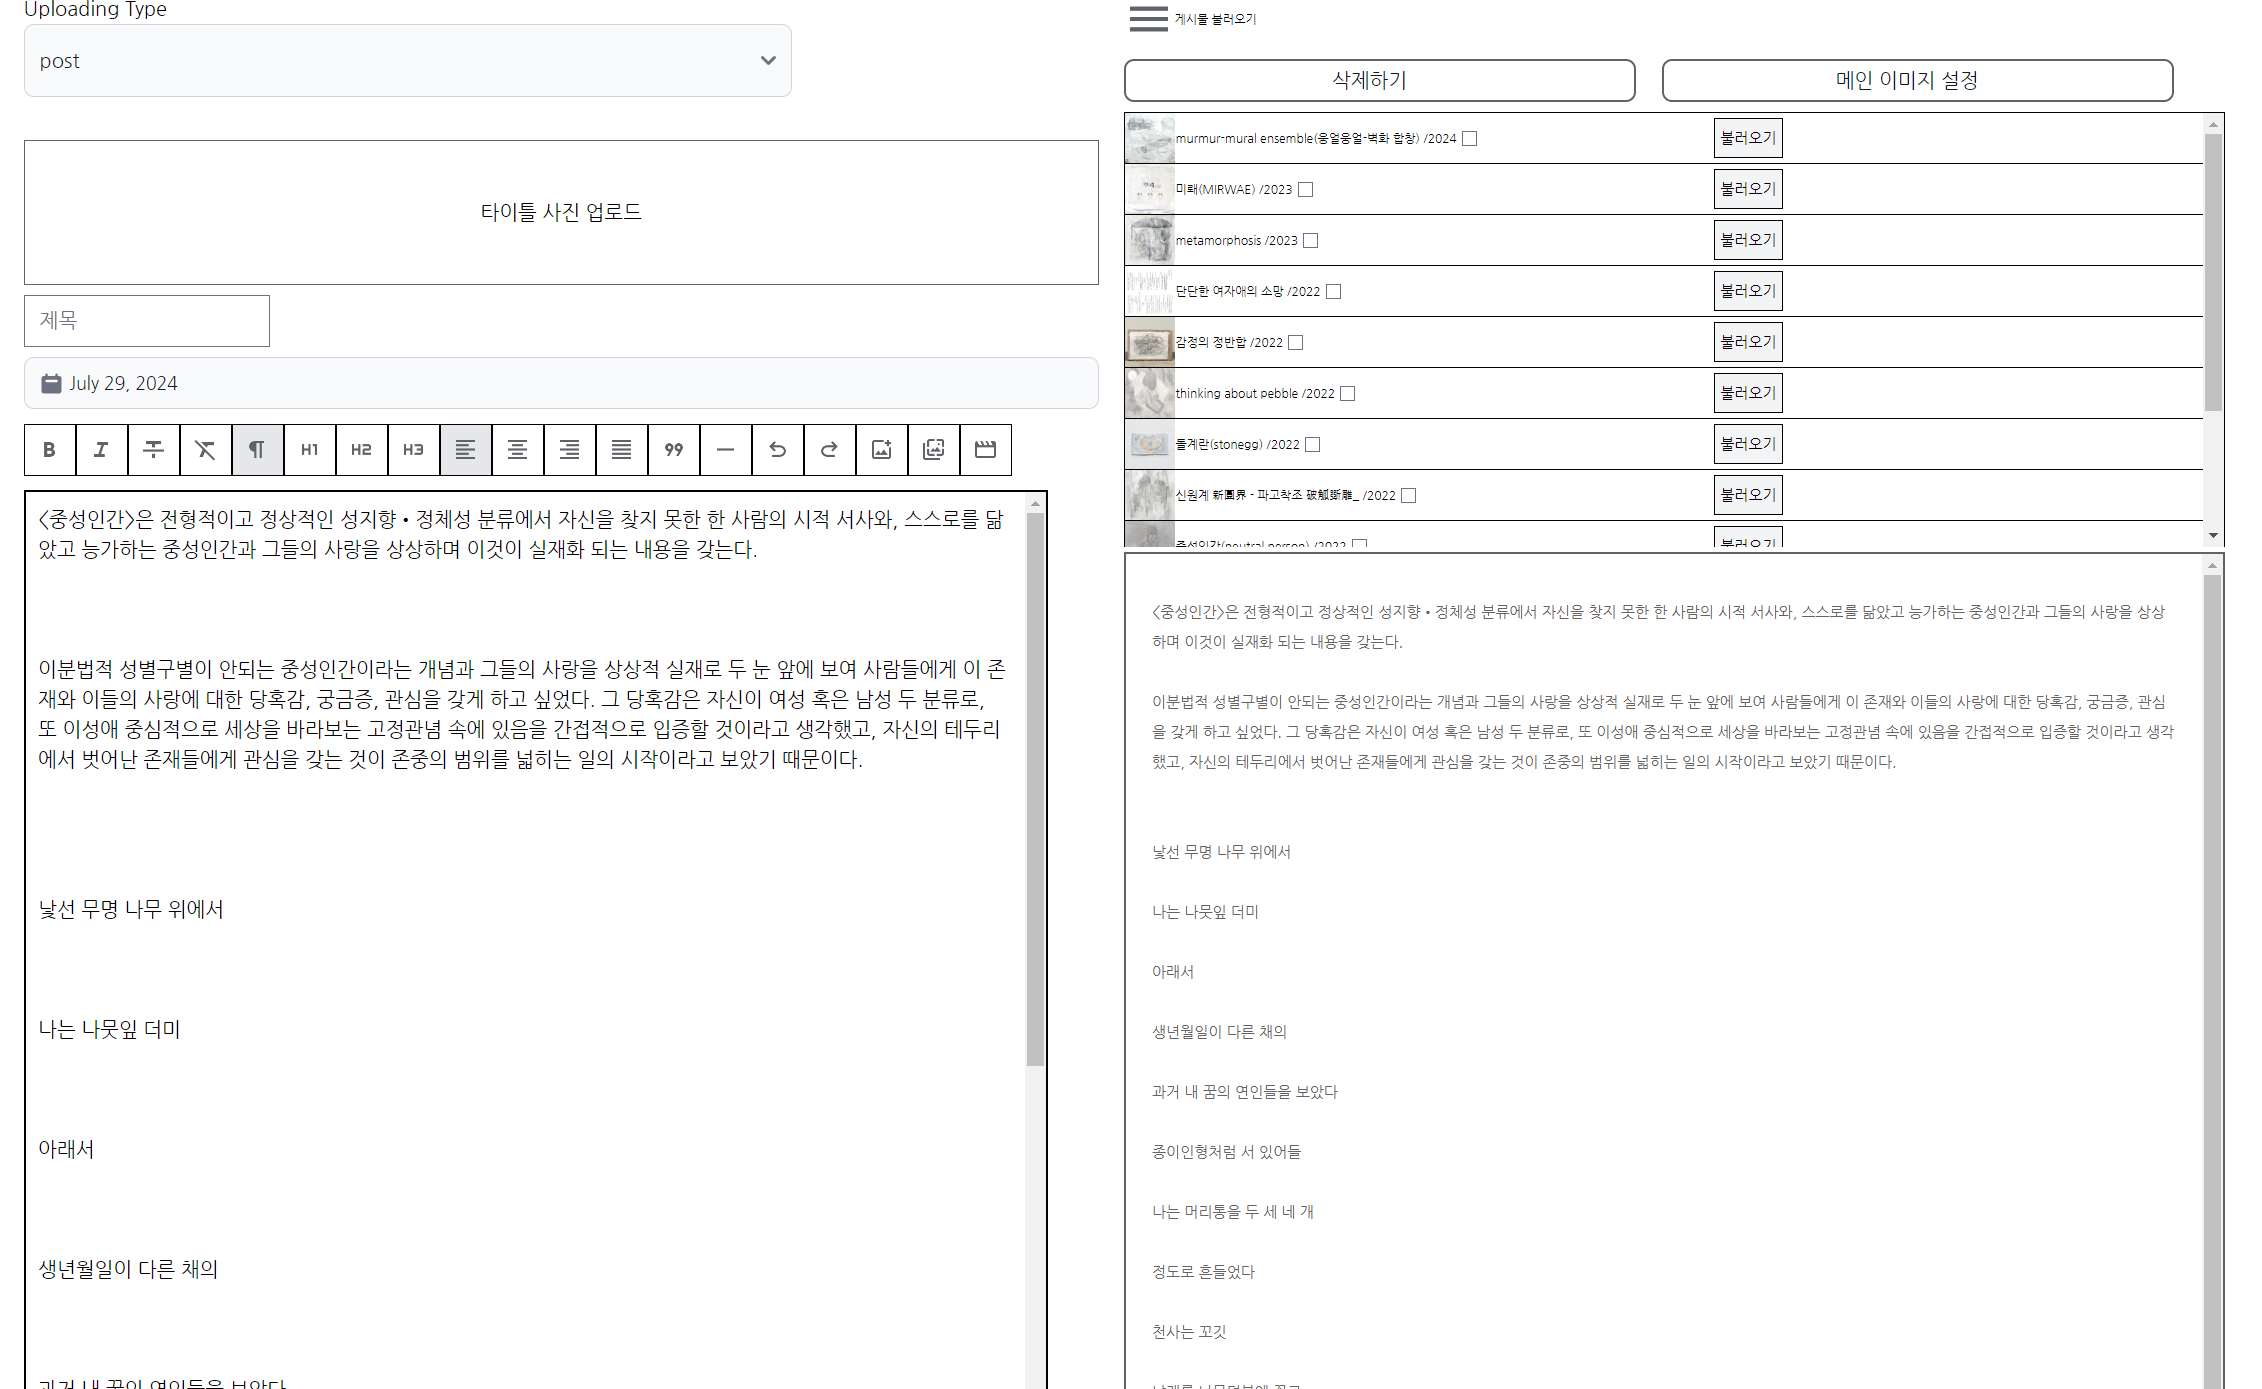 Uploading Type
post
타이틀 사진 업로드
제목
July 29, 2024
B I T T ¶ H1 H2 H3 99
<중성인간>은 전형적이고 정상적인 성지향 • 정체성 분류에서 자신을 찾지 못한 한 사람의 시적 서사와, 스스로를 닮
았고 능가하는 중성인간과 그들의 사랑을 상상하며 이것이 실재화 되는 내용을 갖는다.
이분법적 성별구별이 안되는 중성인간이라는 개념과 그들의 사랑을 상상적 실재로 두 눈 앞에 보여 사람들에게 이 존
재와 이들의 사랑에 대한 당혹감, 궁금증, 관심을 갖게 하고 싶었다. 그 당혹감은 자신이 여성 혹은 남성 두 분류로,
또 이성애 중심적으로 세상을 바라보는 고정관념 속에 있음을 간접적으로 입증할 것이라고 생각했고, 자신의 테두리
에서 벗어난 존재들에게 관심을 갖는 것이 존중의 범위를 넓히는 일의 시작이라고 보았기 때문이다.
낯선 무명 나무 위에서
나는 나뭇잎 더미
아래서
생년월일이 다른 채의
과거 내 꿈의 연인들을 보았다
게시물 불러오기
삭제하기
메인 이미지 설정
murmur-mural ensemble(웅얼웅얼-벽화 합창) /2024 불러오기
미래(MIRWAE) /2023 불러오기
metamorphosis /2023 불러오기
단단한 여자애의 소망 /2022 불러오기
감정의 정반합 /2022 불러오기
thinking about pebble /2022 불러오기
돌계란(stonegg) /2022 불러오기
신원계 新圓界 - 파고착조 破觚斲雕_ /2022 불러오기
중성인간(neutral person) /2022 불러오기
<중성인간>은 전형적이고 정상적인 성지향 • 정체성 분류에서 자신을 찾지 못한 한 사람의 시적 서사와, 스스로를 닮았고 능가하는 중성인간과 그들의 사랑을 상상
하며 이것이 실재화 되는 내용을 갖는다.
이분법적 성별구별이 안되는 중성인간이라는 개념과 그들의 사랑을 상상적 실재로 두 눈 앞에 보여 사람들에게 이 존재와 이들의 사랑에 대한 당혹감, 궁금증, 관심
을 갖게 하고 싶었다. 그 당혹감은 자신이 여성 혹은 남성 두 분류로, 또 이성애 중심적으로 세상을 바라보는 고정관념 속에 있음을 간접적으로 입증할 것이라고 생각
했고, 자신의 테두리에서 벗어난 존재들에게 관심을 갖는 것이 존중의 범위를 넓히는 일의 시작이라고 보았기 때문이다.
낯선 무명 나무 위에서
나는 나뭇잎 더미
아래서
생년월일이 다른 채의
과거 내 꿈의 연인들을 보았다
종이인형처럼 서 있어들
나는 머리통을 두 세 네 개
정도로 흔들었다
천사는 꼬깃